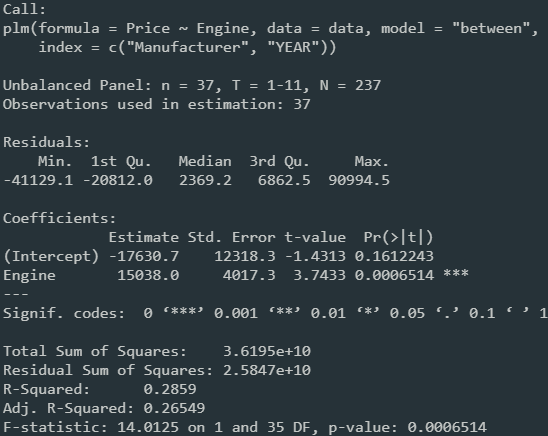 Call:
plm(formula = Price ~ Engine, data = data, model = "between",
    index = c("Manufacturer", "YEAR"))

Unbalanced Panel: n = 37, T = 1-11, N = 237
Observations used in estimation: 37

Residuals:
    Min.  1st Qu.   Median  3rd Qu.     Max.
-41129.1 -20812.0   2369.2   6862.5  90994.5

Coefficients:
            Estimate Std. Error t-value  Pr(>|t|)
(Intercept) -17630.7    12318.3 -1.4313 0.1612243
Engine       15038.0     4017.3  3.7433 0.0006514 ***
---
Signif. codes:  0 ‘***’ 0.001 ‘**’ 0.01 ‘*’ 0.05 ‘.’ 0.1 ‘ ’ 1

Total Sum of Squares:    3.6195e+10
Residual Sum of Squares: 2.5847e+10
R-Squared:      0.2859
Adj. R-Squared: 0.26549
F-statistic: 14.0125 on 1 and 35 DF, p-value: 0.0006514